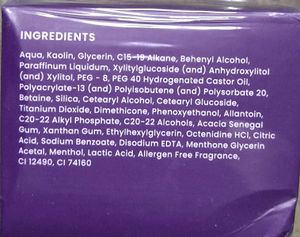 INGREDIENTS
Aqua, Kaolin, Glycerin, C15-19 Alkane, Behenyl Alcohol,
Paraffinum Liquidum, Xylitylglucoside (and) Anhydroxylitol
(and) Xylitol, PEG - 8, PEG 40 Hydrogenated Castor Oil,
Polyacrylate-13 (and) Polyisobutene (and) Polysorbate 20,
Betaine, Silica, Cetearyl Alcohol, Cetearyl Glucoside,
Titanium Dioxide, Dimethicone, Phenoxyethanol, Allantoin,
C20-22 Alkyl Phosphate, C20-22 Alcohols, Acacia Senegal
Gum, Xanthan Gum, Ethylhexylglycerin, Octenidine HCl, Citric
Acid, Sodium Benzoate, Disodium EDTA, Menthone Glycerin
Acetal, Menthol, Lactic Acid, Allergen Free Fragrance,
CI 12490, CI 74160